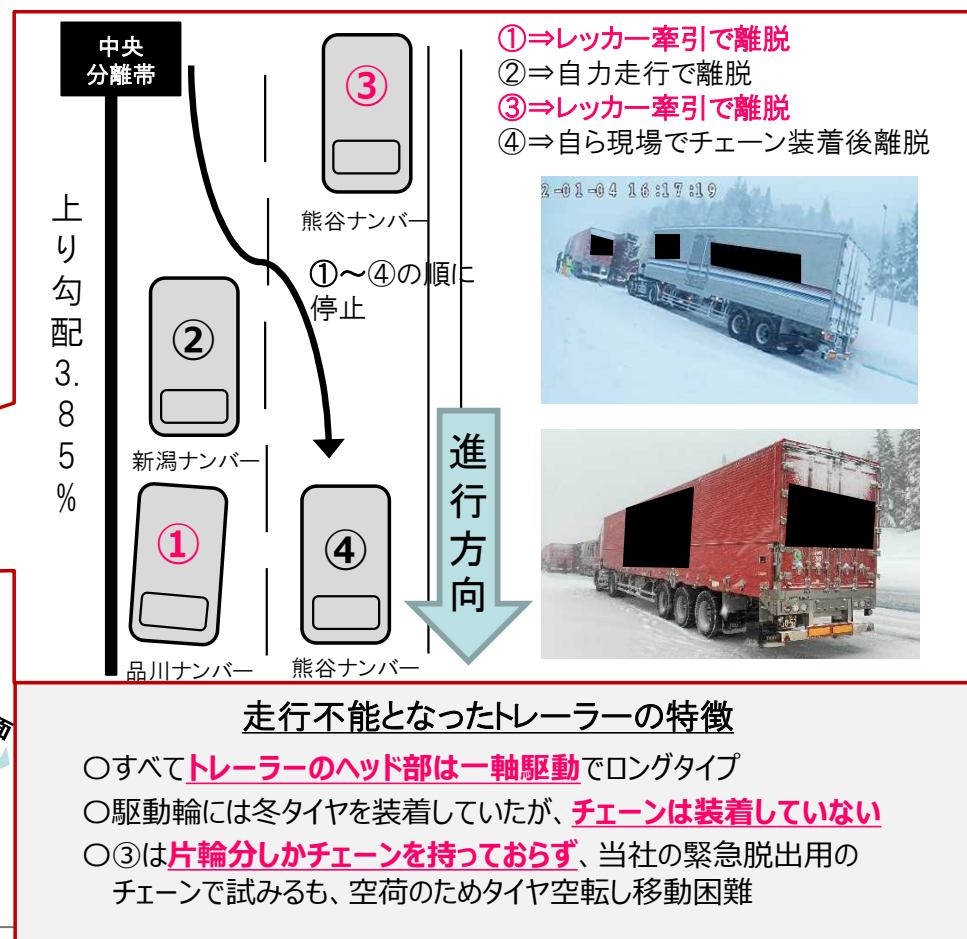 中央
分離帯
上り勾配3.85%
③
熊谷ナンバー
①～④の順に
停止
②
新潟ナンバー
①
品川ナンバー
④
熊谷ナンバー
進行方向
①⇒レッカー牽引で離脱
②⇒自力走行で離脱
③⇒レッカー牽引で離脱
④⇒自ら現場でチェーン装着後離脱
2-01-04 16:17:19
面
走行不能となったトレーラーの特徴
〇すべてトレーラーのヘッド部は一軸駆動でロングタイプ
〇駆動輪には冬タイヤを装着していたが、チェーンは装着していない
〇③は片輪分しかチェーンを持っておらず、当社の緊急脱出用の
チェーンで試みるも、空荷のためタイヤ空転し移動困難